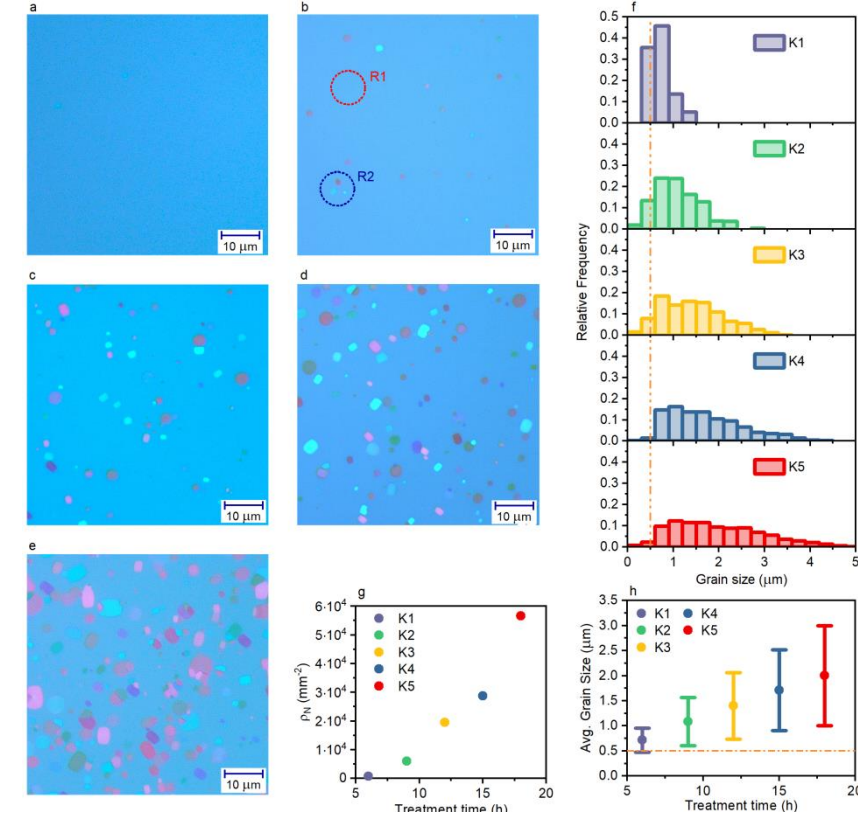 a
10 μm
b
R1
R2
10 μm
c
10 μm
d
10 μm
e
10 μm
f
Relative Frequency
0.5
0.4
0.3
0.2
0.1
0.0
K1
0.4
0.3
0.2
0.1
0.0
K2
0.4
0.3
0.2
0.1
0.0
K3
0.4
0.3
0.2
0.1
0.0
K4
0.4
0.3
0.2
0.1
0.0
K5
0 1 2 3 4 5
Grain size (μm)
g
ρN (mm-2)
6·10⁴
5·10⁴
4·10⁴
3·10⁴
2·10⁴
1·10⁴
0
K1
K2
K3
K4
K5
5 10 15 20
Treatment time (h)
h
Avg. Grain Size (μm)
3.5
3.0
2.5
2.0
1.5
1.0
0.5
0.0
K1 K4
K2 K5
K3
5 10 15 20
Treatment time (h)